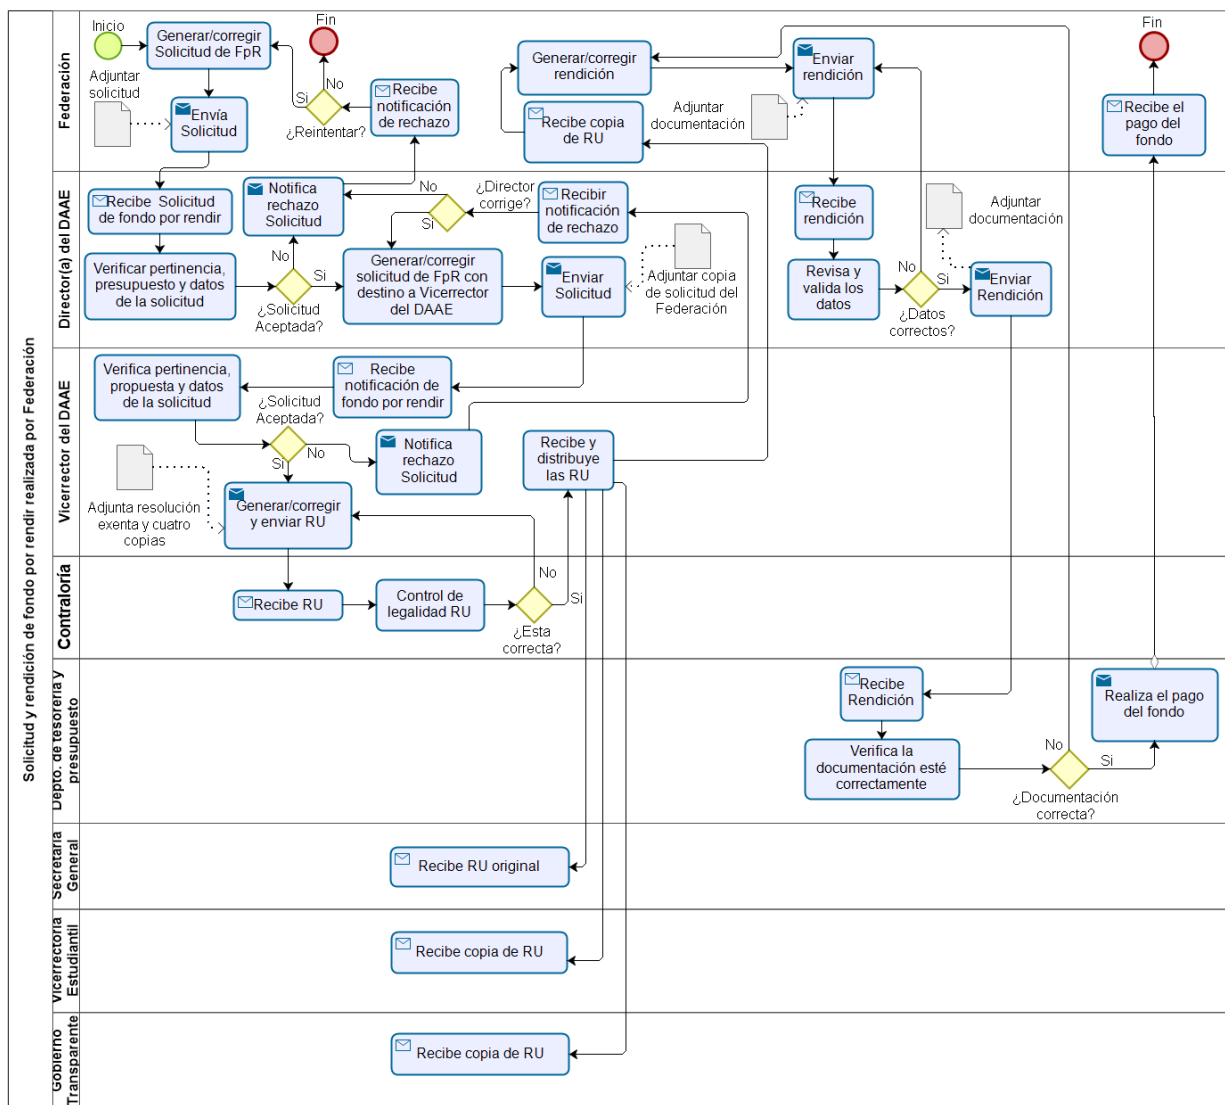 Solicitud y rendición de fondo por rendir realizada por Federación
Federación
Inicio
Generar/corregir
Solicitud de FpR
Fin
Adjuntar
solicitud
Envía
Solicitud
Si
No
¿Reintentar?
Recibe
notificación
de rechazo
Generar/corregir
rendición
Recibe copia
de RU
Adjuntar
documentación
Enviar
rendición
Fin
Recibe el
pago del
fondo
Director(a) del DAAE
Recibe Solicitud
de fondo por rendir
Verificar pertinencia,
presupuesto y datos
de la solicitud
Notifica
rechazo
Solicitud
No
Si
¿Solicitud
Aceptada?
No
Si
¿Director
corrige?
Recibir
notificación
de rechazo
Generar/corregir
solicitud de FpR con
destino a Vicerrector
del DAAE
Enviar
Solicitud
Adjuntar copia
de solicitud del
Federación
Recibe
rendición
Revisa y
valida los
datos
No
Si
¿Datos
correctos?
Adjuntar
documentación
Enviar
Rendición
Vicerrector del DAAE
Verifica pertinencia,
propuesta y datos
de la solicitud
¿Solicitud
Aceptada?
Recibe
notificación de
fondo por rendir
No
Si
Notifica
rechazo
Solicitud
Recibe y
distribuye
las RU
Adjunta resolución
exenta y cuatro
copias
Generar/corregir
y enviar RU
Contraloría
Recibe RU
Control de
legalidad RU
No
Si
¿Esta
correcta?
Depto. de tesorería y
presupuesto
Recibe
Rendición
Verifica la
documentación esté
correctamente
No
Si
¿Documentación
correcta?
Realiza el pago
del fondo
Secretaría
General
Recibe RU original
Vicerrectoría
Estudiantil
Recibe copia de RU
Gobierno
Transparente
Recibe copia de RU